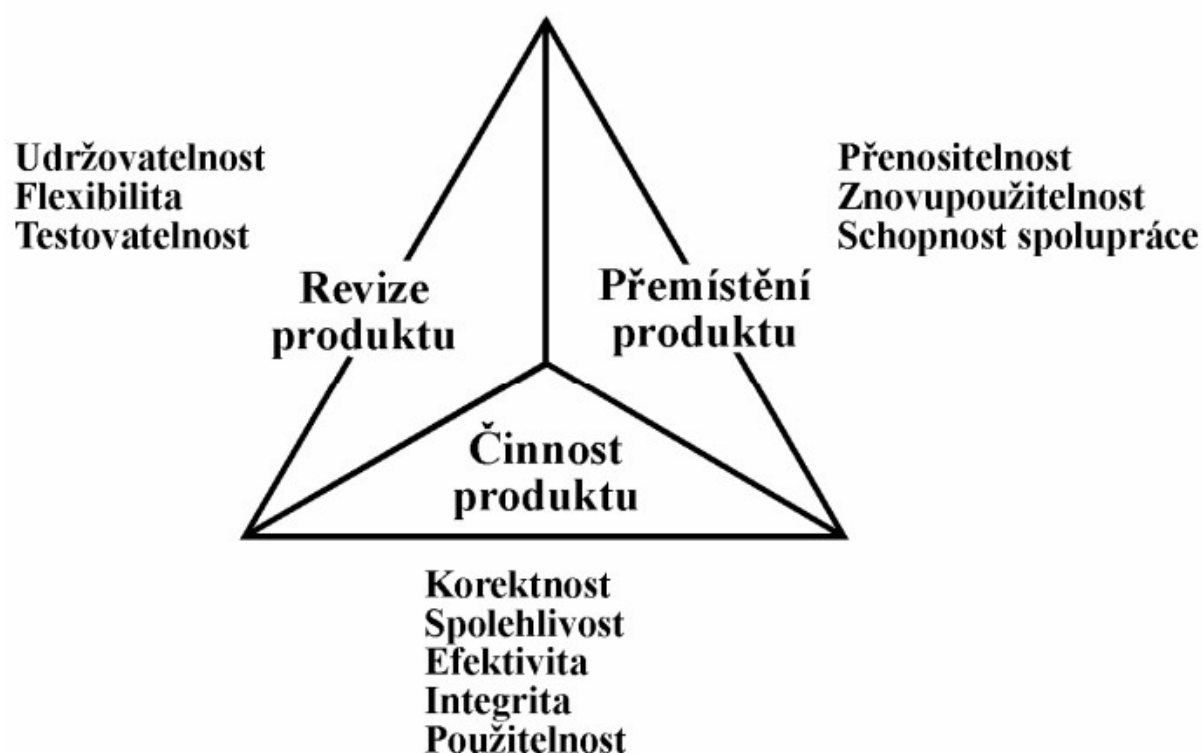 Udržovatelnost
Flexibilita
Testovatelnost
Přenositelnost
Znovupoužitelnost
Schopnost spolupráce
Revize
produktu
Přemístění
produktu
Činnost
produktu
Korektnost
Spolehlivost
Efektivita
Integrita
Použitelnost